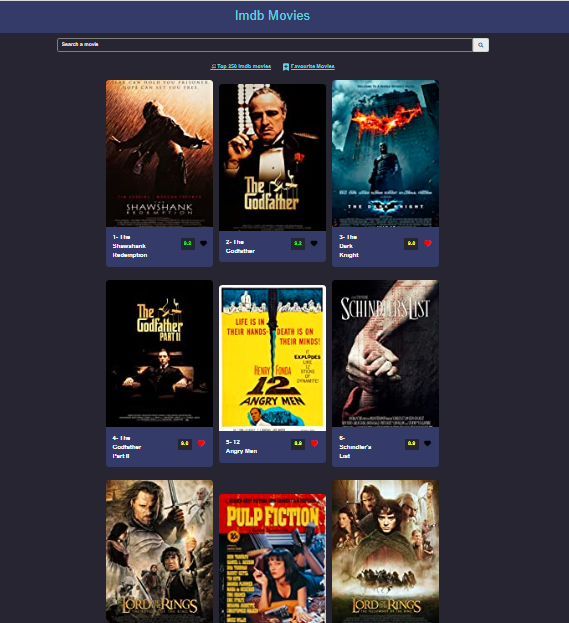 Imdb Movies
Search a movie
Top 250 Imdb movies
Favourite Movies
FEAR CAN HOLD YOU PRISONER
HOPE CAN SET YOU FREE
THE
SHAWSHANK
REDEMPTION
The
Godfather
THE DARK KNIGHT
1- The
Shawshank
Redemption
9.2
2- The
Godfather
9.2
3- The
Dark
Knight
9.0
The
Godfather
PART II
LIFE IS IN
THEIR HANDS-
DEATH IS ON
THEIR MINDS!
IT
EXPLODES
LIKE
12
STICKS
OF
DYNAMITE!
HENRY FONDA
12
ANGRY MEN
SCHINDLER'S LIST
4- The
Godfather
Part II
9.0
5- 12
Angry Men
8.9
6-
Schindler's
List
8.9
THE LORD OF THE RINGS
PULP FICTION
THE LORD OF THE RINGS